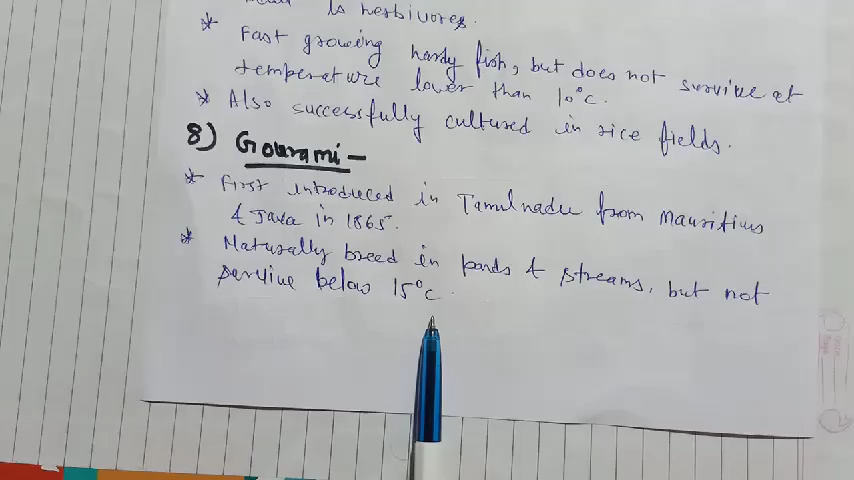 is herbivores.
* Fast growing hardy fish, but does not survive at
temperature lower than 10°c.
* Also successfully cultured in rice fields.
8) Gourami -
* First introduced in Tamulnadu from Mauritius
& Java in 1865.
* Naturally breed in ponds & streams, but not
survive below 15°c.